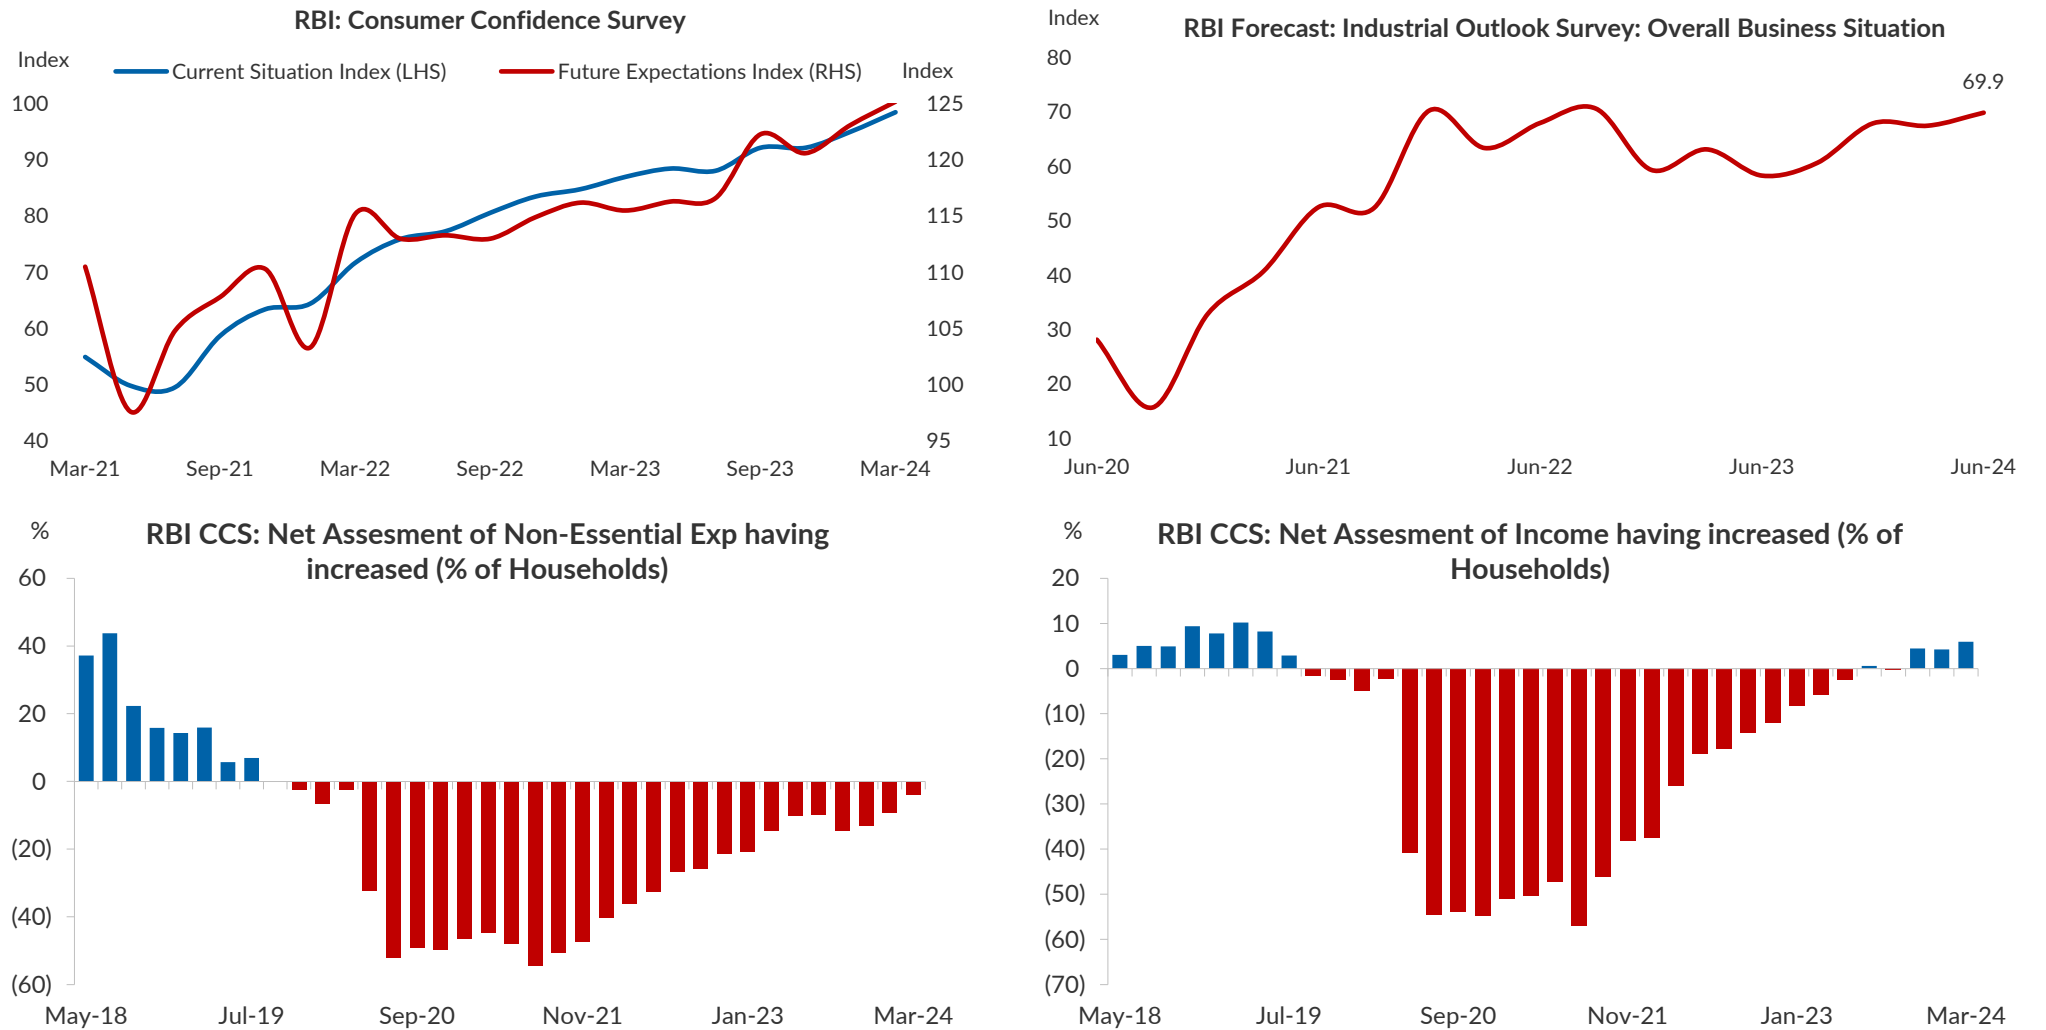 RBI: Consumer Confidence Survey
Index
Current Situation Index (LHS)
Future Expectations Index (RHS)
Index
100
90
80
70
60
50
40
125
120
115
110
105
100
95
Mar-21 Sep-21 Mar-22 Sep-22 Mar-23 Sep-23 Mar-24
Index
RBI Forecast: Industrial Outlook Survey: Overall Business Situation
80
70
60
50
40
30
20
10
69.9
Jun-20 Jun-21 Jun-22 Jun-23 Jun-24
%
RBI CCS: Net Assesment of Non-Essential Exp having
increased (% of Households)
60
40
20
0
(20)
(40)
(60)
May-18 Jul-19 Sep-20 Nov-21 Jan-23 Mar-24
%
RBI CCS: Net Assesment of Income having increased (% of
Households)
20
10
0
(10)
(20)
(30)
(40)
(50)
(60)
(70)
May-18 Jul-19 Sep-20 Nov-21 Jan-23 Mar-24